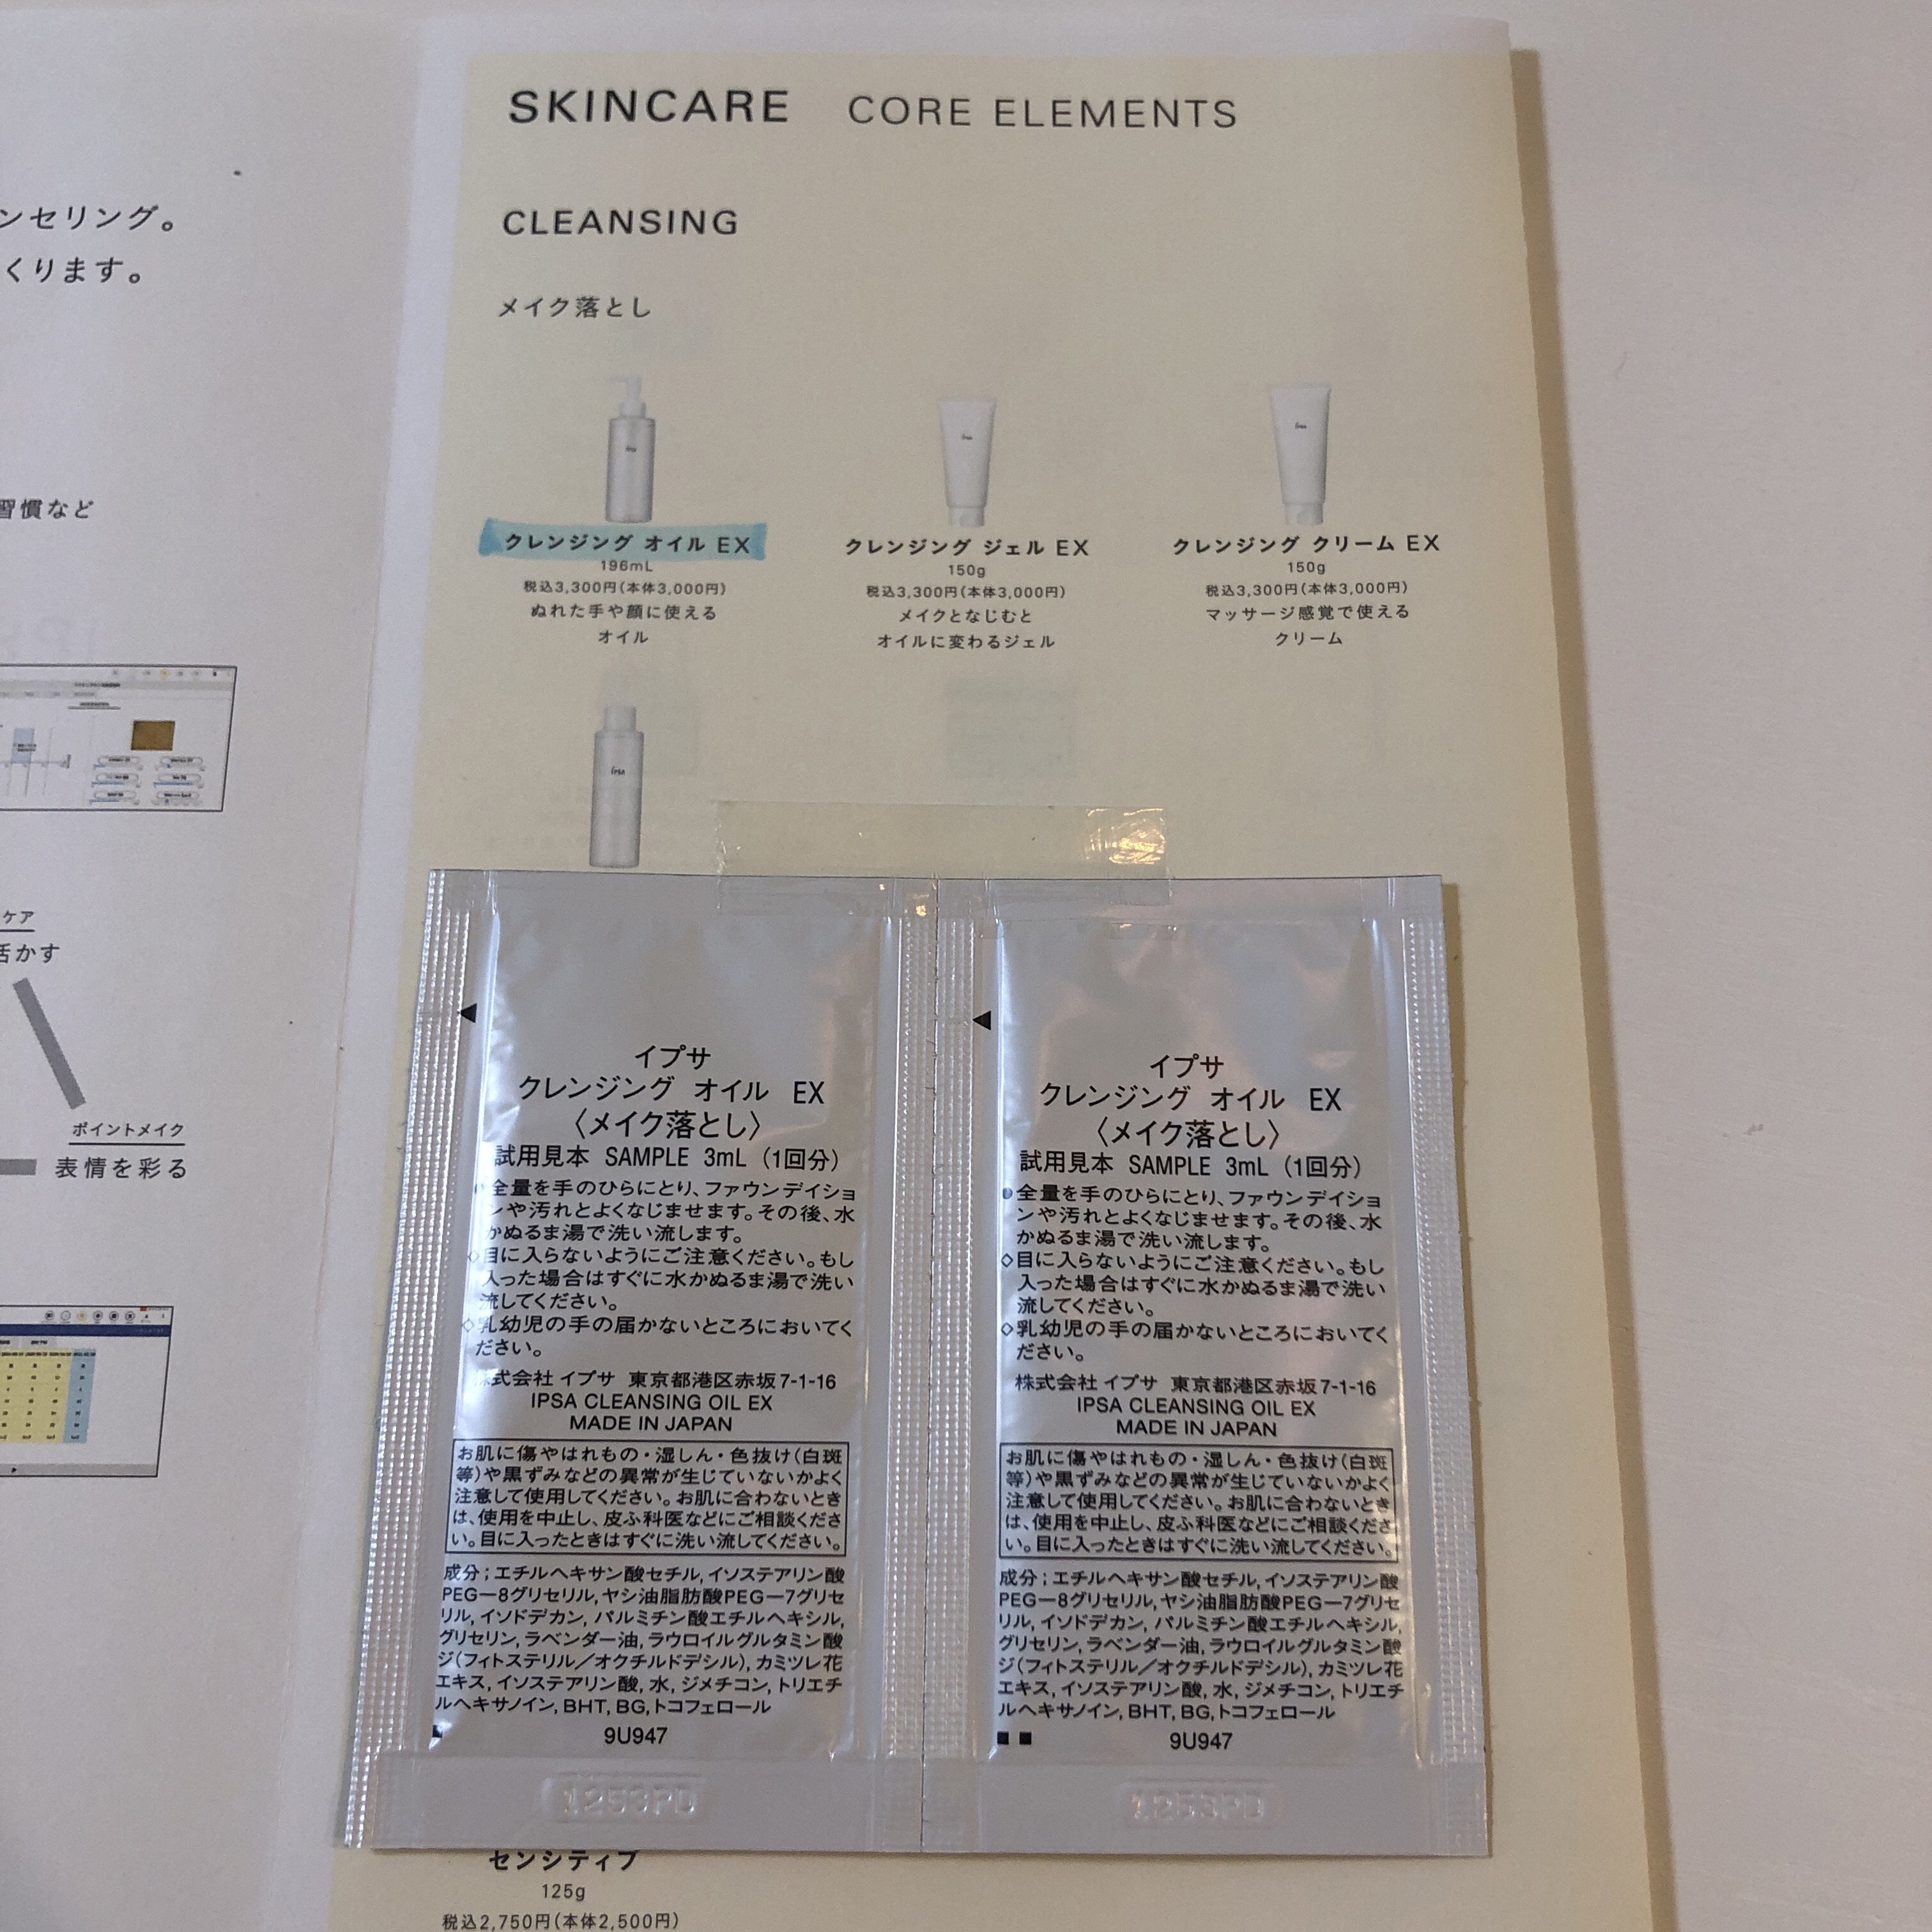 ンセリング。
くります。
習慣など
ケア
活かす
ポイントメイク
表情を彩る
SKINCARE CORE ELEMENTS
CLEANSING
メイク落とし
クレンジング オイル EX
196mL
税込3,300円(本体3,000円)
ぬれた手や顔に使える
オイル
クレンジング ジェル EX
150g
税込3,300円(本体3,000円)
メイクとなじむと
オイルに変わるジェル
クレンジング クリーム EX
150g
税込3,300円(本体3,000円)
マッサージ感覚で使える
クリーム
ipsa
イプサ
クレンジング オイル EX
〈メイク落とし〉
試用見本 SAMPLE 3mL (1回分)
●全量を手のひらにとり、ファウンデイショ
ンや汚れとよくなじませます。その後、水
かぬるま湯で洗い流します。
◇目に入らないようにご注意ください。もし
入った場合はすぐに水かぬるま湯で洗い
流してください。
◇乳幼児の手の届かないところにおいてく
ださい。
株式会社 イプサ 東京都港区赤坂7-1-16
IPSA CLEANSING OIL EX
MADE IN JAPAN
お肌に傷やはれもの・湿しん・色抜け(白斑
等)や黒ずみなどの異常が生じていないかよく
注意して使用してください。お肌に合わないとき
は、使用を中止し、皮ふ科医などにご相談くださ
い。目に入ったときはすぐに洗い流してください。
成分;エチルヘキサン酸セチル,イソステアリン酸
PEG-8グリセリル,ヤシ油脂肪酸PEG-7グリセ
リル,イソドデカン,パルミチン酸エチルヘキシル,
グリセリン,ラベンダー油,ラウロイルグルタミン酸
ジ(フィトステリル/オクチルドデシル),カミツレ花
エキス,イソステアリン酸,水,ジメチコン,トリエチ
ルヘキサノイン,BHT,BG,トコフェロール
9U947
1253PD
イプサ
クレンジング オイル EX
〈メイク落とし〉
試用見本 SAMPLE 3mL (1回分)
●全量を手のひらにとり、ファウンデイショ
ンや汚れとよくなじませます。その後、水
かぬるま湯で洗い流します。
◇目に入らないようにご注意ください。もし
入った場合はすぐに水かぬるま湯で洗い
流してください。
◇乳幼児の手の届かないところにおいてく
ださい。
株式会社 イプサ 東京都港区赤坂7-1-16
IPSA CLEANSING OIL EX
MADE IN JAPAN
お肌に傷やはれもの・湿しん・色抜け(白斑
等)や黒ずみなどの異常が生じていないかよく
注意して使用してください。お肌に合わないとき
は、使用を中止し、皮ふ科医などにご相談くださ
い。目に入ったときはすぐに洗い流してください。
成分;エチルヘキサン酸セチル,イソステアリン酸
PEG-8グリセリル,ヤシ油脂肪酸PEG-7グリセ
リル,イソドデカン,パルミチン酸エチルヘキシル,
グリセリン,ラベンダー油,ラウロイルグルタミン酸
ジ(フィトステリル/オクチルドデシル),カミツレ花
エキス,イソステアリン酸,水,ジメチコン,トリエチ
ルヘキサノイン,BHT,BG,トコフェロール
9U947
1253PD
センシティブ
125g
税込2,750円(本体2,500円)